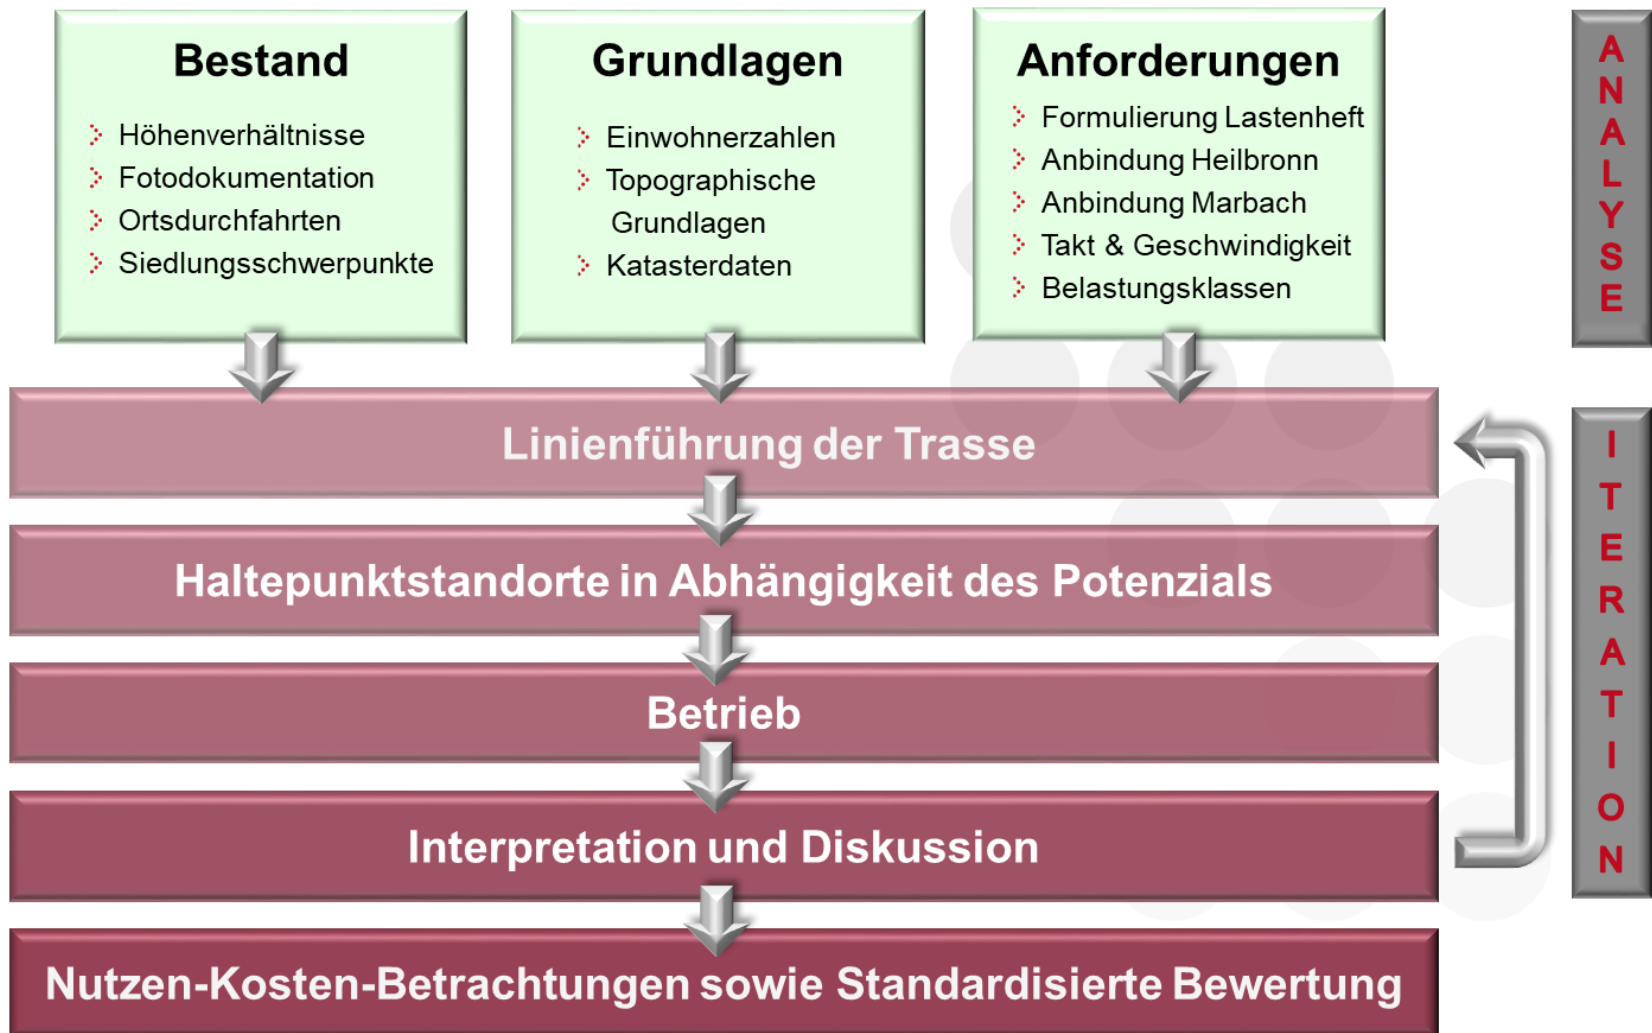 Bestand
Höhenverhältnisse
Fotodokumentation
Ortsdurchfahrten
Siedlungsschwerpunkte
Grundlagen
Einwohnerzahlen
Topographische
Grundlagen
Katasterdaten
Anforderungen
Formulierung Lastenheft
Anbindung Heilbronn
Anbindung Marbach
Takt & Geschwindigkeit
Belastungsklassen
ANALYSE
Linienführung der Trasse
Haltepunktstandorte in Abhängigkeit des Potenzials
Betrieb
Interpretation und Diskussion
Nutzen-Kosten-Betrachtungen sowie Standardisierte Bewertung
ITERATION